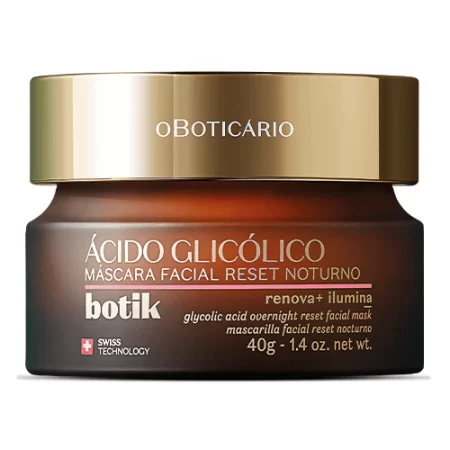 oBoticário
ÁCIDO GLICÓLICO
MÁSCARA FACIAL RESET NOTURNO
botik
renova+ ilumina
glycolic acid overnight reset facial mask
mascarilla facial reset nocturno
SWISS
TECHNOLOGY
40g - 1.4 oz. net wt.